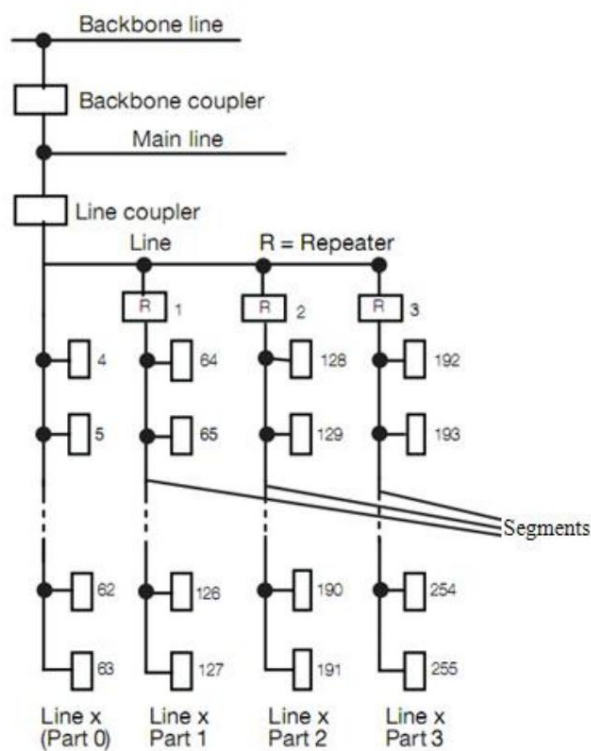 Backbone line
Backbone coupler
Main line
Line coupler
Line R = Repeater
R 1 R 2 R 3
4 64 128 192
5 65 129 193
Segments
62 126 190 254
63 127 191 255
Line x Line x Line x Line x
(Part 0) Part 1 Part 2 Part 3